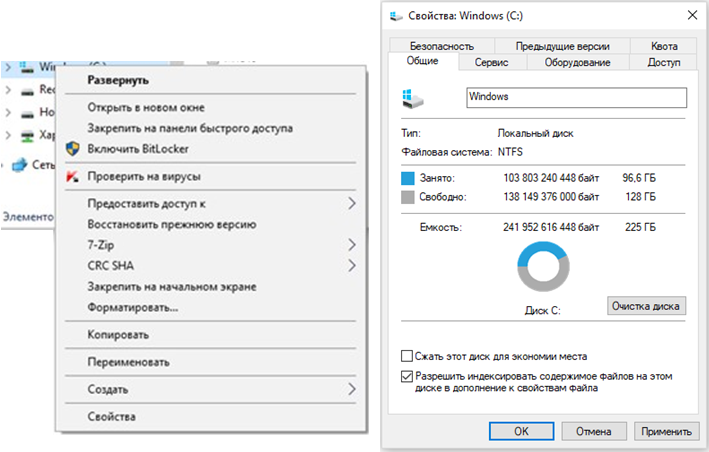 Window (C:)
Развернуть
Rec
Открыть в новом окне
Но
Закрепить на панели быстрого доступа
Хар
Включить BitLocker
Сеть
Проверить на вирусы
Предоставить доступ к
Элементо
Восстановить прежнюю версию
7-Zip
CRC SHA
Закрепить на начальном экране
Форматировать...
Копировать
Переименовать
Создать
Свойства
Свойства: Windows (C:)
Безопасность Предыдущие версии Квота
Общие Сервис Оборудование Доступ
Windows
Тип: Локальный диск
Файловая система: NTFS
Занято: 103 803 240 448 байт 96,6 ГБ
Свободно: 138 149 376 000 байт 128 ГБ
Емкость: 241 952 616 448 байт 225 ГБ
Диск C:
Очистка диска
Сжать этот диск для экономии места
Разрешить индексировать содержимое файлов на этом
диске в дополнение к свойствам файла
OK Отмена Применить